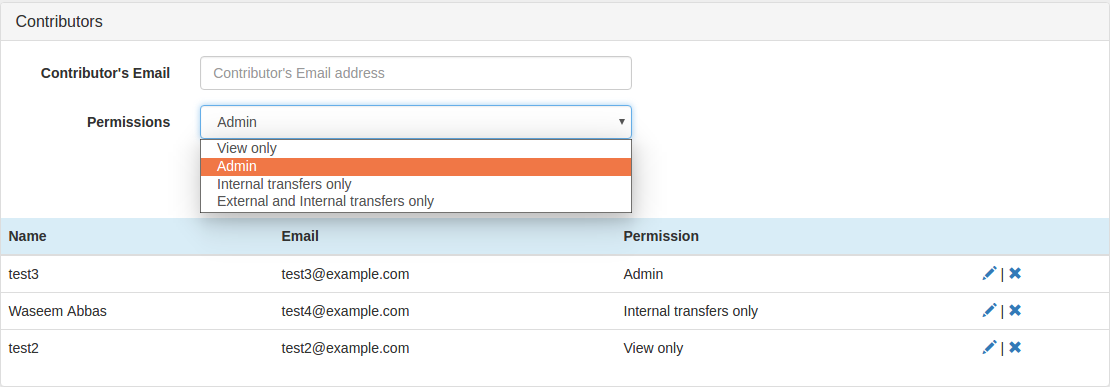 Contributors
Contributor's Email Contributor's Email address
Permissions Admin
View only
Admin
Internal transfers only
External and Internal transfers only
Name Email Permission
test3 test3@example.com Admin |
Waseem Abbas test4@example.com Internal transfers only |
test2 test2@example.com View only |